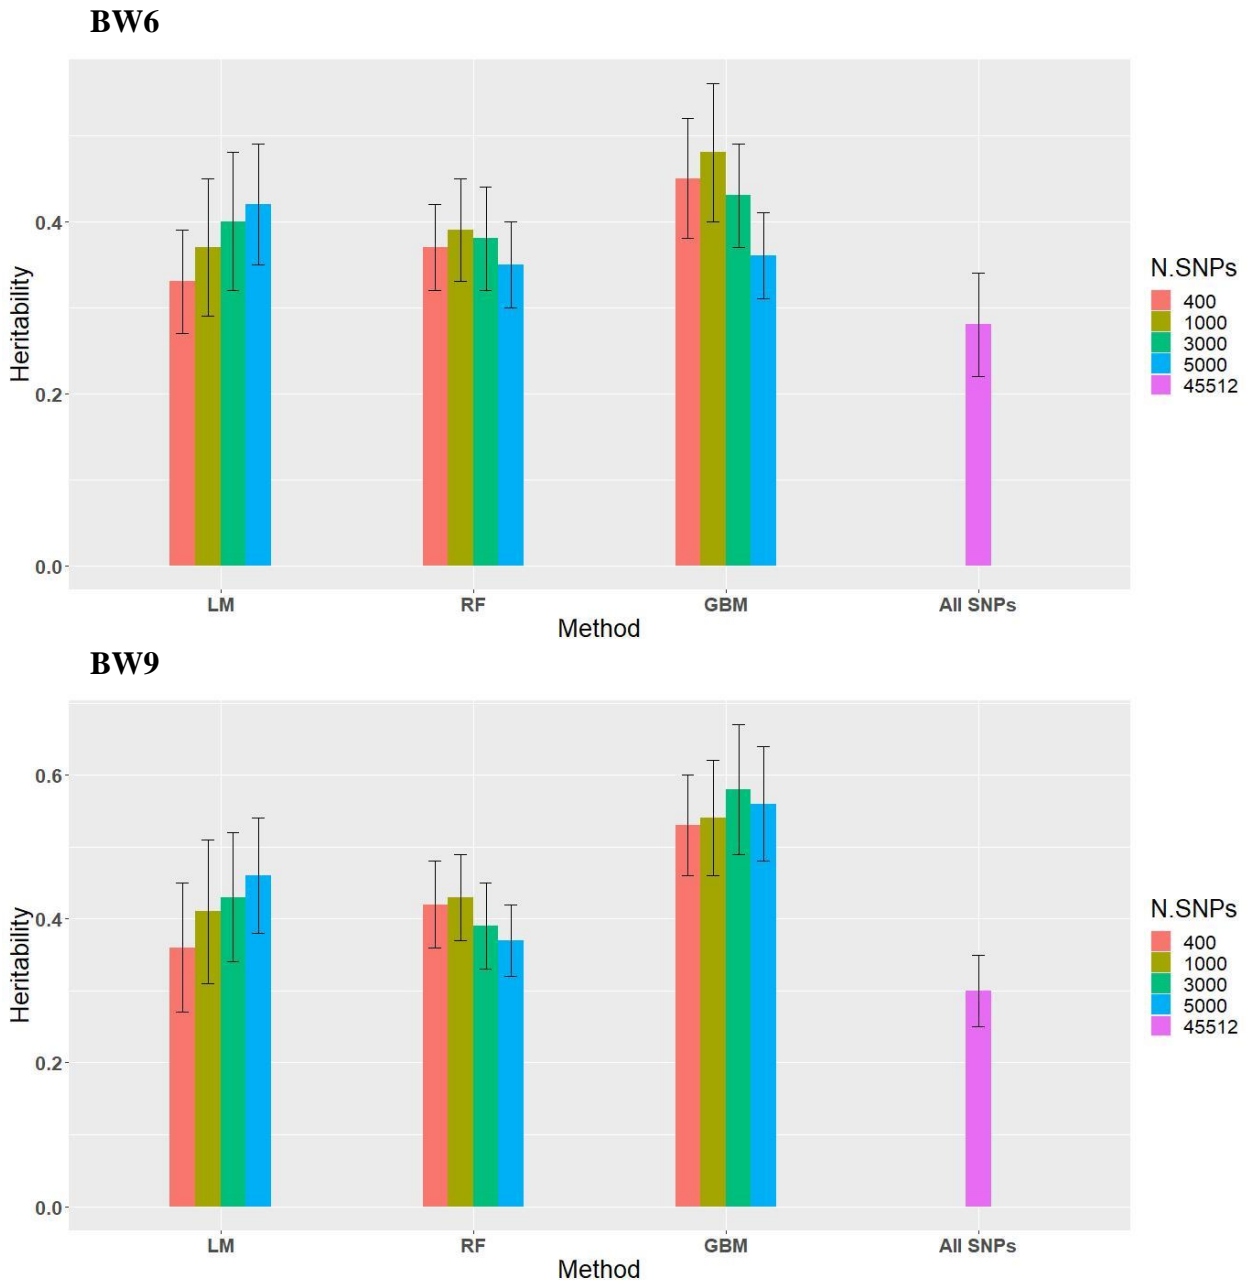 BW6
Heritability
0.4
0.2
0.0
LM RF GBM All SNPs
Method
N.SNPs
400
1000
3000
5000
45512
BW9
Heritability
0.6
0.4
0.2
0.0
LM RF GBM All SNPs
Method
N.SNPs
400
1000
3000
5000
45512